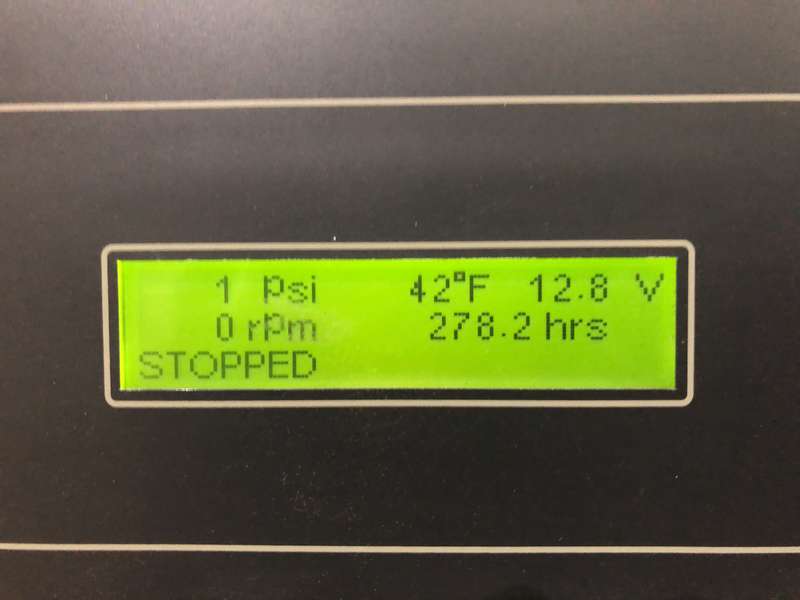 1 psi 42°F 12.8 V
0 rpm 278.2 hrs
STOPPED